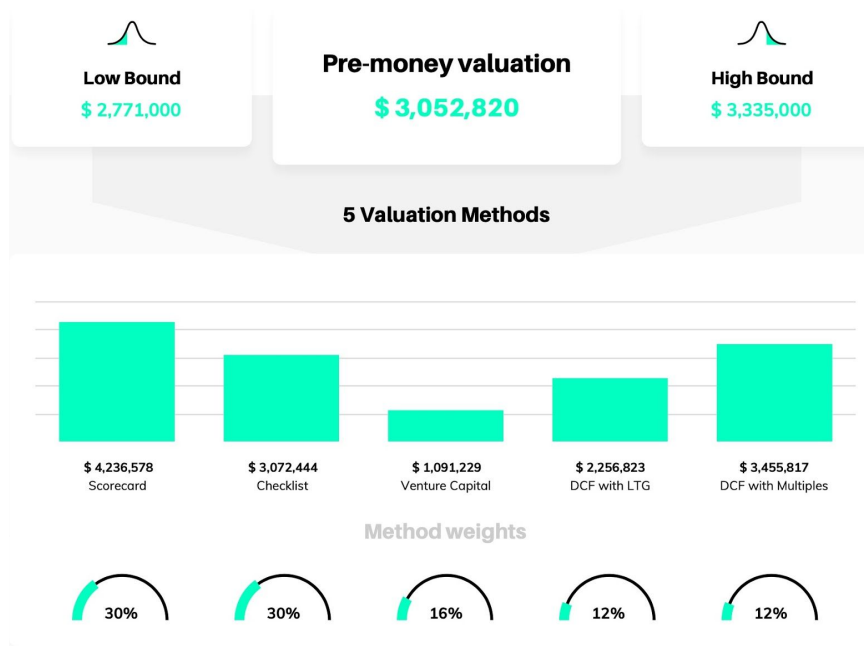 Low Bound
$ 2,771,000
Pre-money valuation
$ 3,052,820
High Bound
$ 3,335,000
5 Valuation Methods
$ 4,236,578
Scorecard
$ 3,072,444
Checklist
$ 1,091,229
Venture Capital
$ 2,256,823
DCF with LTG
$ 3,455,817
DCF with Multiples
Method weights
30%
30%
16%
12%
12%